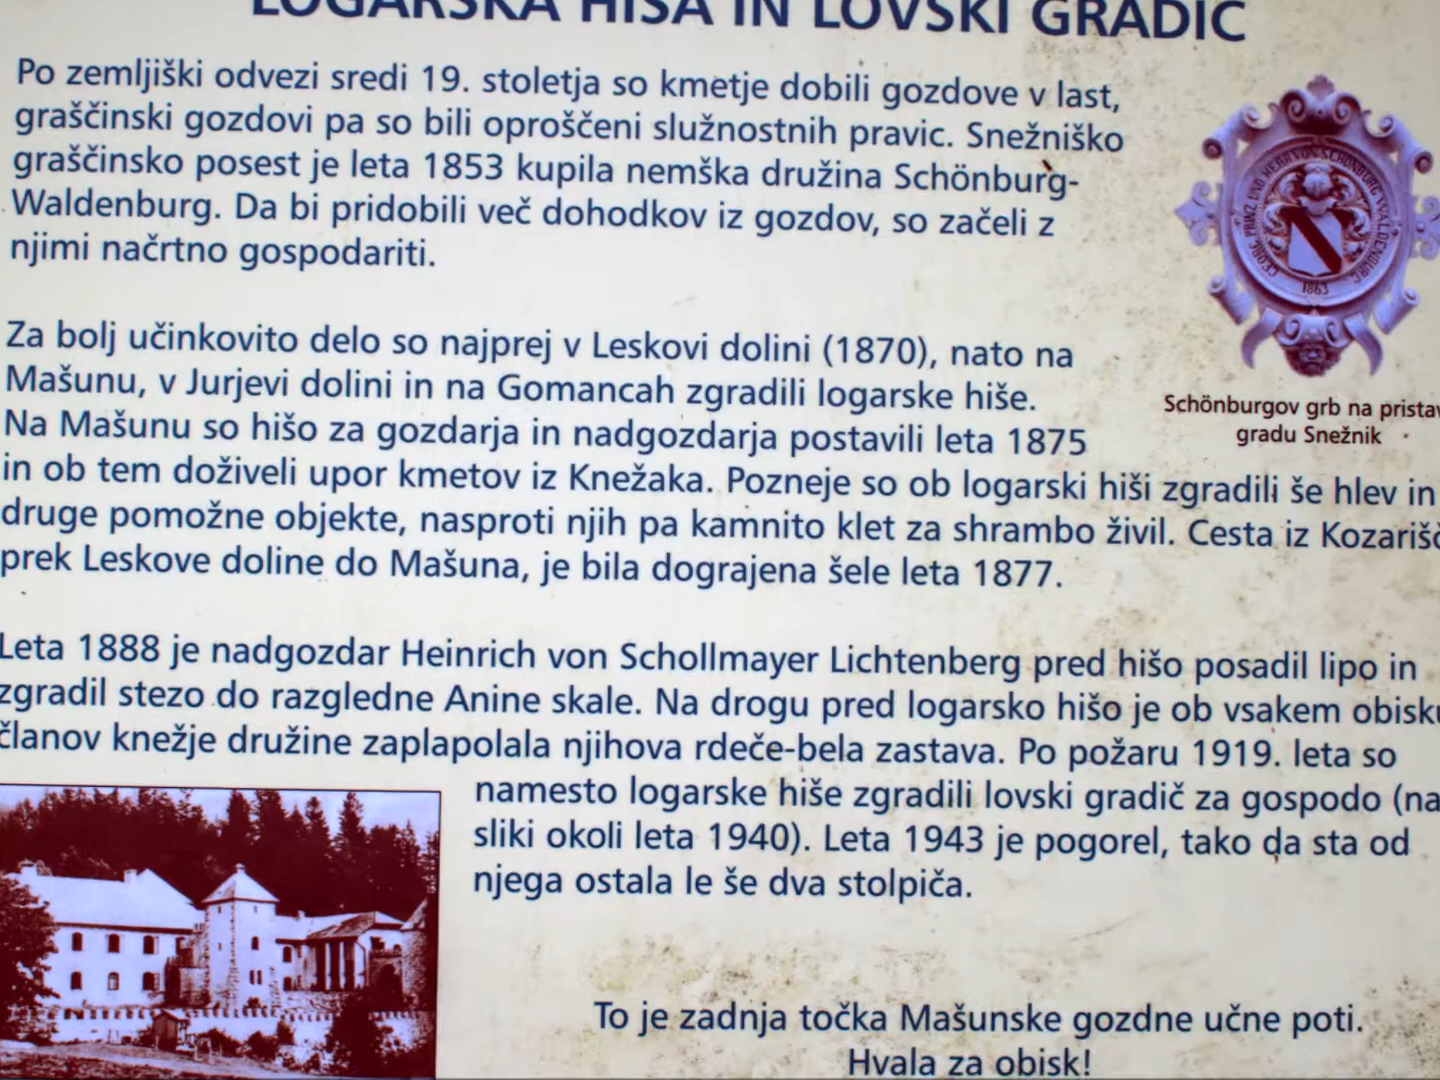 LOGARSKA HIŠA IN LOVSKI GRADIČ
Po zemljiški odvezi sredi 19. stoletja so kmetje dobili gozdove v last,
graščinski gozdovi pa so bili oproščeni služnostnih pravic. Snežniško
graščinsko posest je leta 1853 kupila nemška družina Schönburg-
Waldenburg. Da bi pridobili več dohodkov iz gozdov, so začeli z
njimi načrtno gospodariti.
GEORG PRINZ UND HERR VON SCHÖNBURG WALDENBURG
1863
Schönburgov grb na
gradu Snežnik
Za bolj učinkovito delo so najprej v Leskovi dolini (1870), nato na
Mašunu, v Jurjevi dolini in na Gomancah zgradili logarske hiše.
Na Mašunu so hišo za gozdarja in nadgozdarja postavili leta 1875
in ob tem doživeli upor kmetov iz Knežaka. Pozneje so ob logarski hiši zgradili še hlev in
druge pomožne objekte, nasproti njih pa kamnito klet za shrambo živil. Cesta iz
prek Leskove doline do Mašuna, je bila dograjena šele leta 1877.
Leta 1888 je nadgozdar Heinrich von Schollmayer Lichtenberg pred hišo posadil lipo in
zgradil stezo do razgledne Anine skale. Na drogu pred logarsko hišo je ob vsakem obisku
članov knežje družine zaplapolala njihova rdeče-bela zastava. Po požaru 1919. leta so
namesto logarske hiše zgradili lovski gradič za gospodo (na
sliki okoli leta 1940). Leta 1943 je pogorel, tako da sta od
njega ostala le še dva stolpiča.
To je zadnja točka Mašunske gozdne učne poti.
Hvala za obisk!